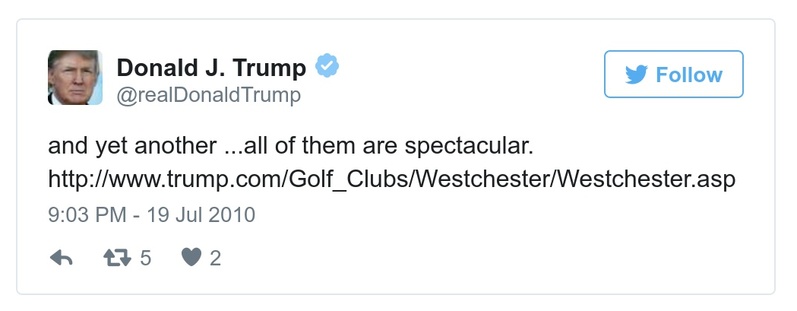 Donald J. Trump
@realDonaldTrump
Follow
and yet another ...all of them are spectacular.
http://www.trump.com/Golf_Clubs/Westchester/Westchester.asp
9:03 PM - 19 Jul 2010
5 2